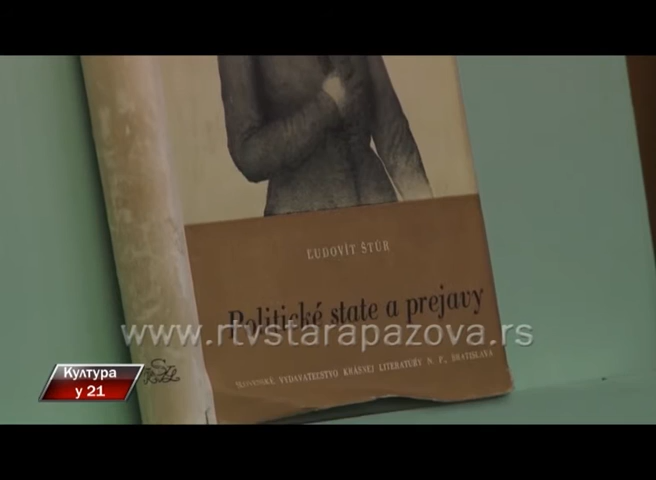 ĽUDOVÍT ŠTÚR
Politické state a prejavy
www.rtvstarapazova.rs
SLOVENSKÉ VYDAVATEĽSTVO KRÁSNEJ LITERATÚRY N. P., BRATISLAVA
Култура
у 21